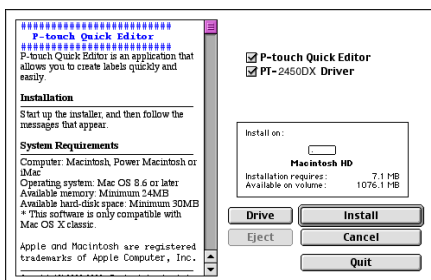 ########################
P-touch Quick Editor
########################
P-touch Quick Editor is an application that
allows you to create labels quickly and
easily.
Installation
Start up the installer, and then follow the
messages that appear.
System Requirements
Computer: Macintosh, Power Macintosh or
iMac
Operating system: Mac OS 8.6 or later
Available memory: Minimum 24MB
Available hard-disk space: Minimum 30MB
* This software is only compatible with
Mac OS X classic.
Apple and Macintosh are registered
trademarks of Apple Computer, Inc.
P-touch Quick Editor
PT-2450DX Driver
Install on:
Macintosh HD
Installation requires: 7.1 MB
Available on volume: 1076.1 MB
Drive
Install
Eject
Cancel
Quit